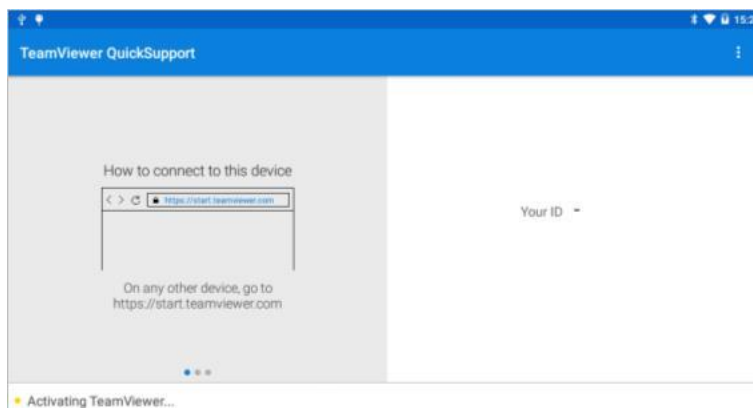 TeamViewer QuickSupport
How to connect to this device
https://start.teamviewer.com
On any other device, go to
https://start.teamviewer.com
Your ID -
Activating TeamViewer...